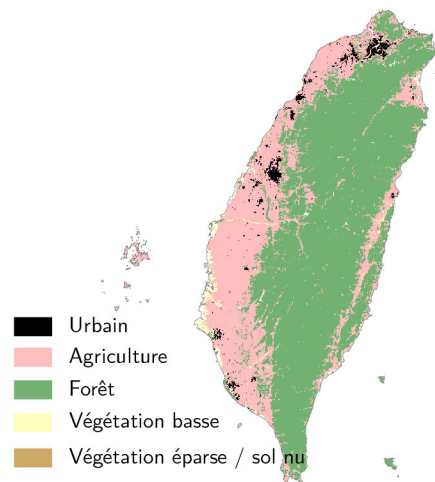 Urbain
Agriculture
Forêt
Végétation basse
Végétation éparse / sol nu